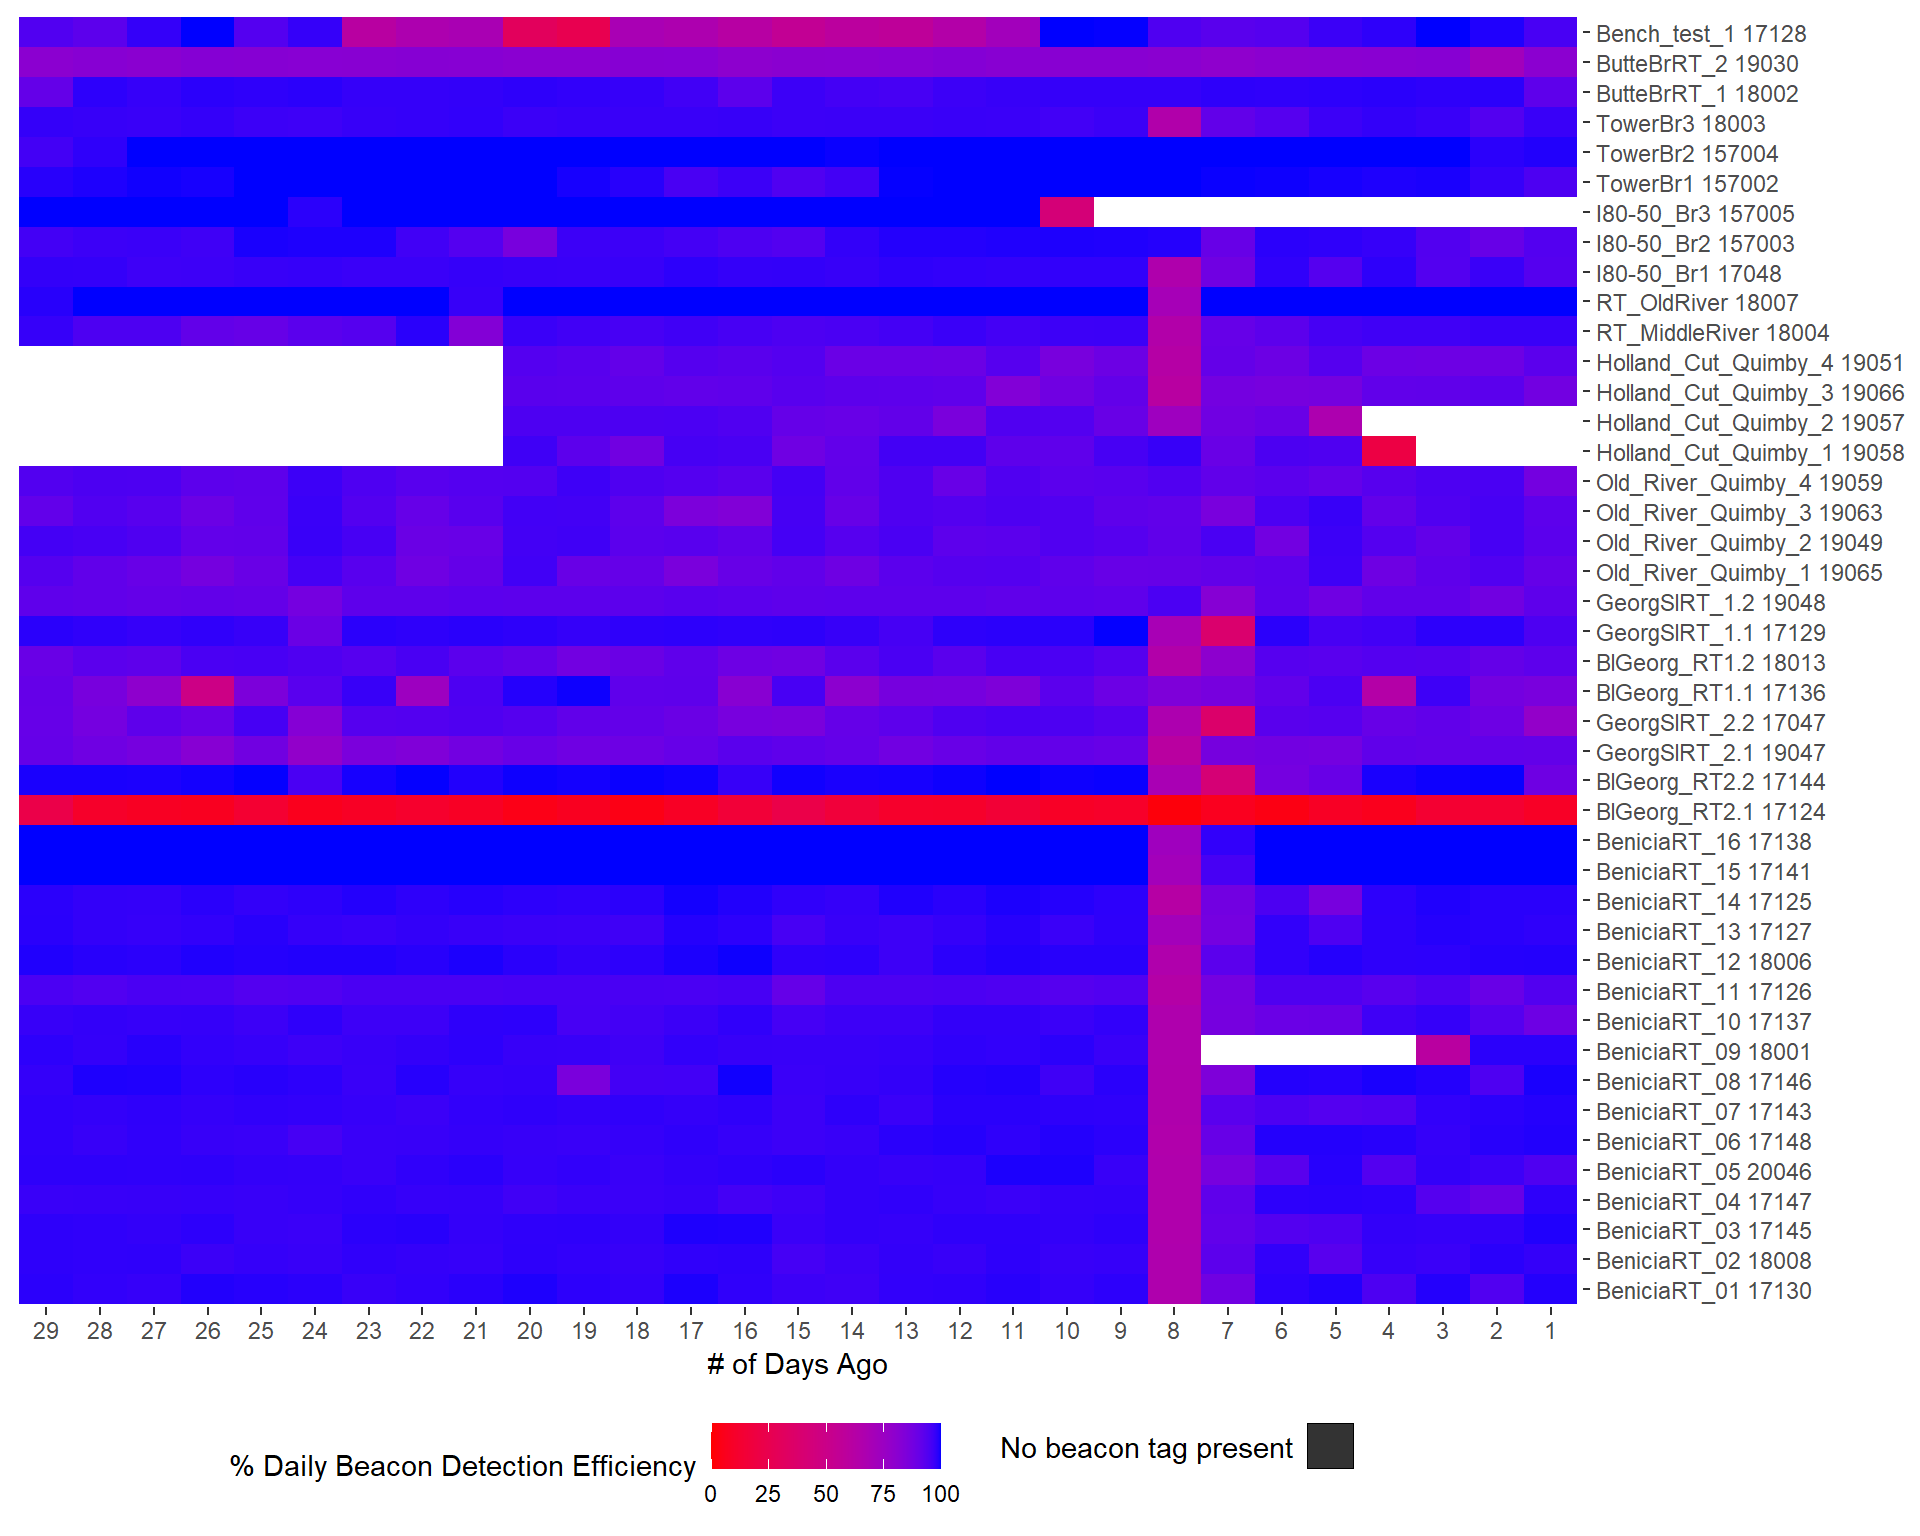 Bench_test_1 17128
ButteBrRT_2 19030
ButteBrRT_1 18002
TowerBr3 18003
TowerBr2 157004
TowerBr1 157002
I80-50_Br3 157005
I80-50_Br2 157003
I80-50_Br1 17048
RT_OldRiver 18007
RT_MiddleRiver 18004
Holland_Cut_Quimby_4 19051
Holland_Cut_Quimby_3 19066
Holland_Cut_Quimby_2 19057
Holland_Cut_Quimby_1 19058
Old_River_Quimby_4 19059
Old_River_Quimby_3 19063
Old_River_Quimby_2 19049
Old_River_Quimby_1 19065
GeorgSlRT_1.2 19048
GeorgSlRT_1.1 17129
BlGeorg_RT1.2 18013
BlGeorg_RT1.1 17136
GeorgSlRT_2.2 17047
GeorgSlRT_2.1 19047
BlGeorg_RT2.2 17144
BlGeorg_RT2.1 17124
BeniciaRT_16 17138
BeniciaRT_15 17141
BeniciaRT_14 17125
BeniciaRT_13 17127
BeniciaRT_12 18006
BeniciaRT_11 17126
BeniciaRT_10 17137
BeniciaRT_09 18001
BeniciaRT_08 17146
BeniciaRT_07 17143
BeniciaRT_06 17148
BeniciaRT_05 20046
BeniciaRT_04 17147
BeniciaRT_03 17145
BeniciaRT_02 18008
BeniciaRT_01 17130
29 28 27 26 25 24 23 22 21 20 19 18 17 16 15 14 13 12 11 10 9 8 7 6 5 4 3 2 1
# of Days Ago
% Daily Beacon Detection Efficiency
0 25 50 75 100
No beacon tag present